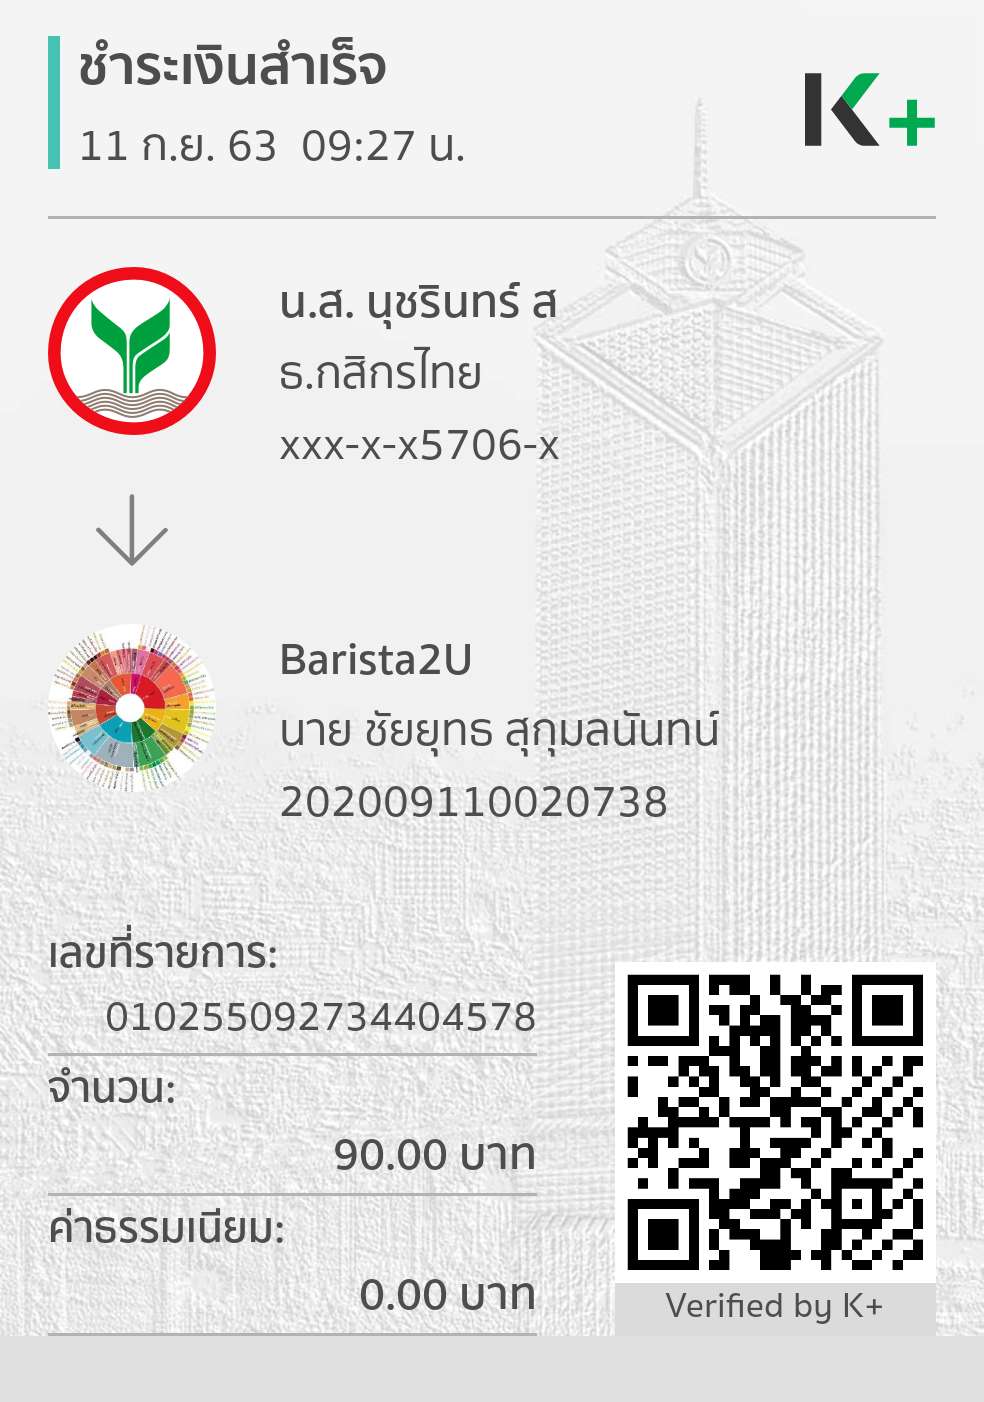 ชำระเงินสำเร็จ
11 ก.ย. 63 09:27 น.
K+
น.ส. นุชรินทร์ ส
ธ.กสิกรไทย
xxx-x-x5706-x
Barista2U
นาย ชัยยุทธ สุกุมลนันทน์
202009110020738
เลขที่รายการ:
010255092734404578
จำนวน:
90.00 บาท
ค่าธรรมเนียม:
0.00 บาท
Verified by K+